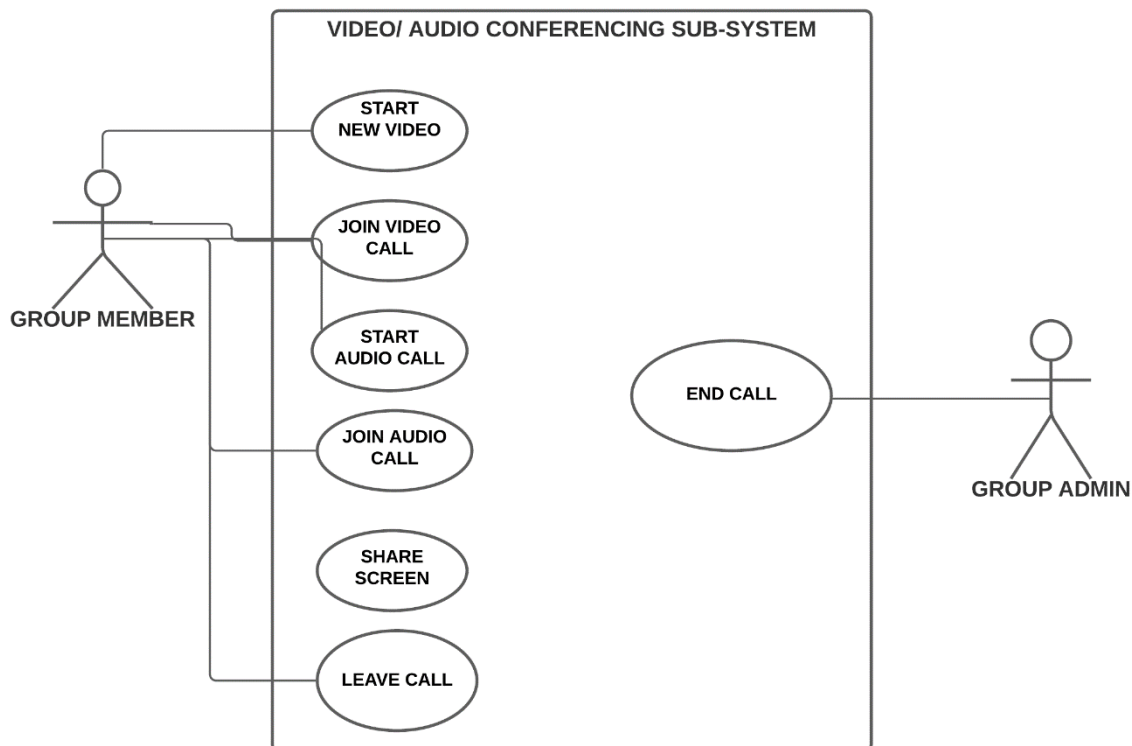 VIDEO/ AUDIO CONFERENCING SUB-SYSTEM
START
NEW VIDEO
JOIN VIDEO
CALL
GROUP MEMBER
START
AUDIO CALL
END CALL
JOIN AUDIO
CALL
GROUP ADMIN
SHARE
SCREEN
LEAVE CALL